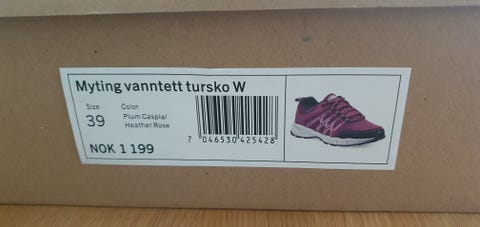 Myting vanntett tursko W
Size Color
39 Plum Caspia/
Heather Rose
NOK 1 199
7 046530 425428